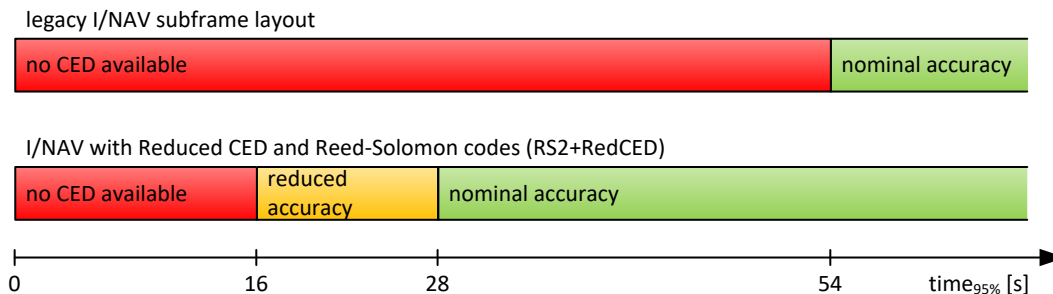 legacy I/NAV subframe layout
no CED available
nominal accuracy
I/NAV with Reduced CED and Reed-Solomon codes (RS2+RedCED)
no CED available
reduced
accuracy
nominal accuracy
0
16
28
54
time95% [s]